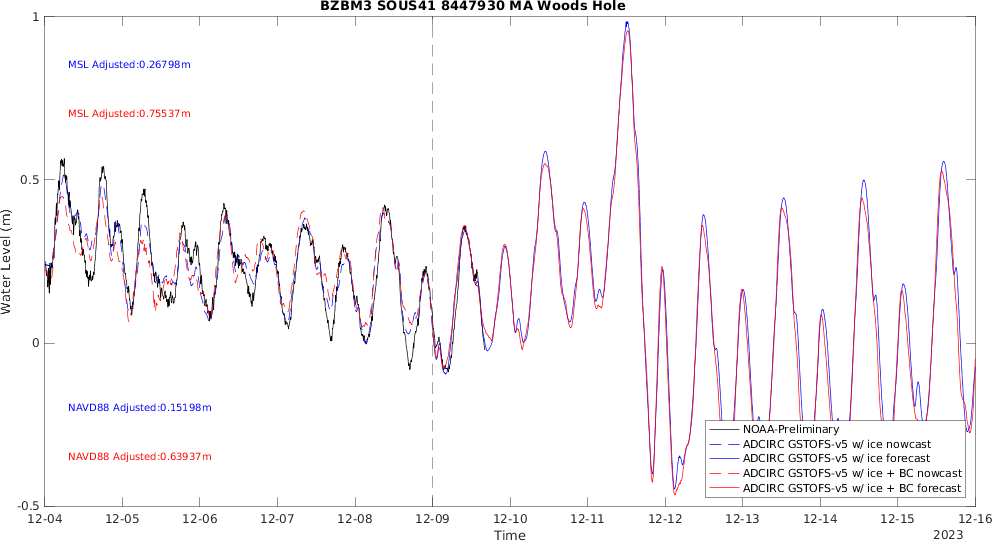 BZBM3 SOUS41 8447930 MA Woods Hole
1
MSL Adjusted:0.26798m
MSL Adjusted:0.75537m
0.5
Water Level (m)
0
NAVD88 Adjusted:0.15198m
NAVD88 Adjusted:0.63937m
NOAA-Preliminary
ADCIRC GSTOFS-v5 w/ ice nowcast
ADCIRC GSTOFS-v5 w/ ice forecast
ADCIRC GSTOFS-v5 w/ ice + BC nowcast
ADCIRC GSTOFS-v5 w/ ice + BC forecast
-0.5
12-04 12-05 12-06 12-07 12-08 12-09 12-10 12-11 12-12 12-13 12-14 12-15 12-16
Time
2023